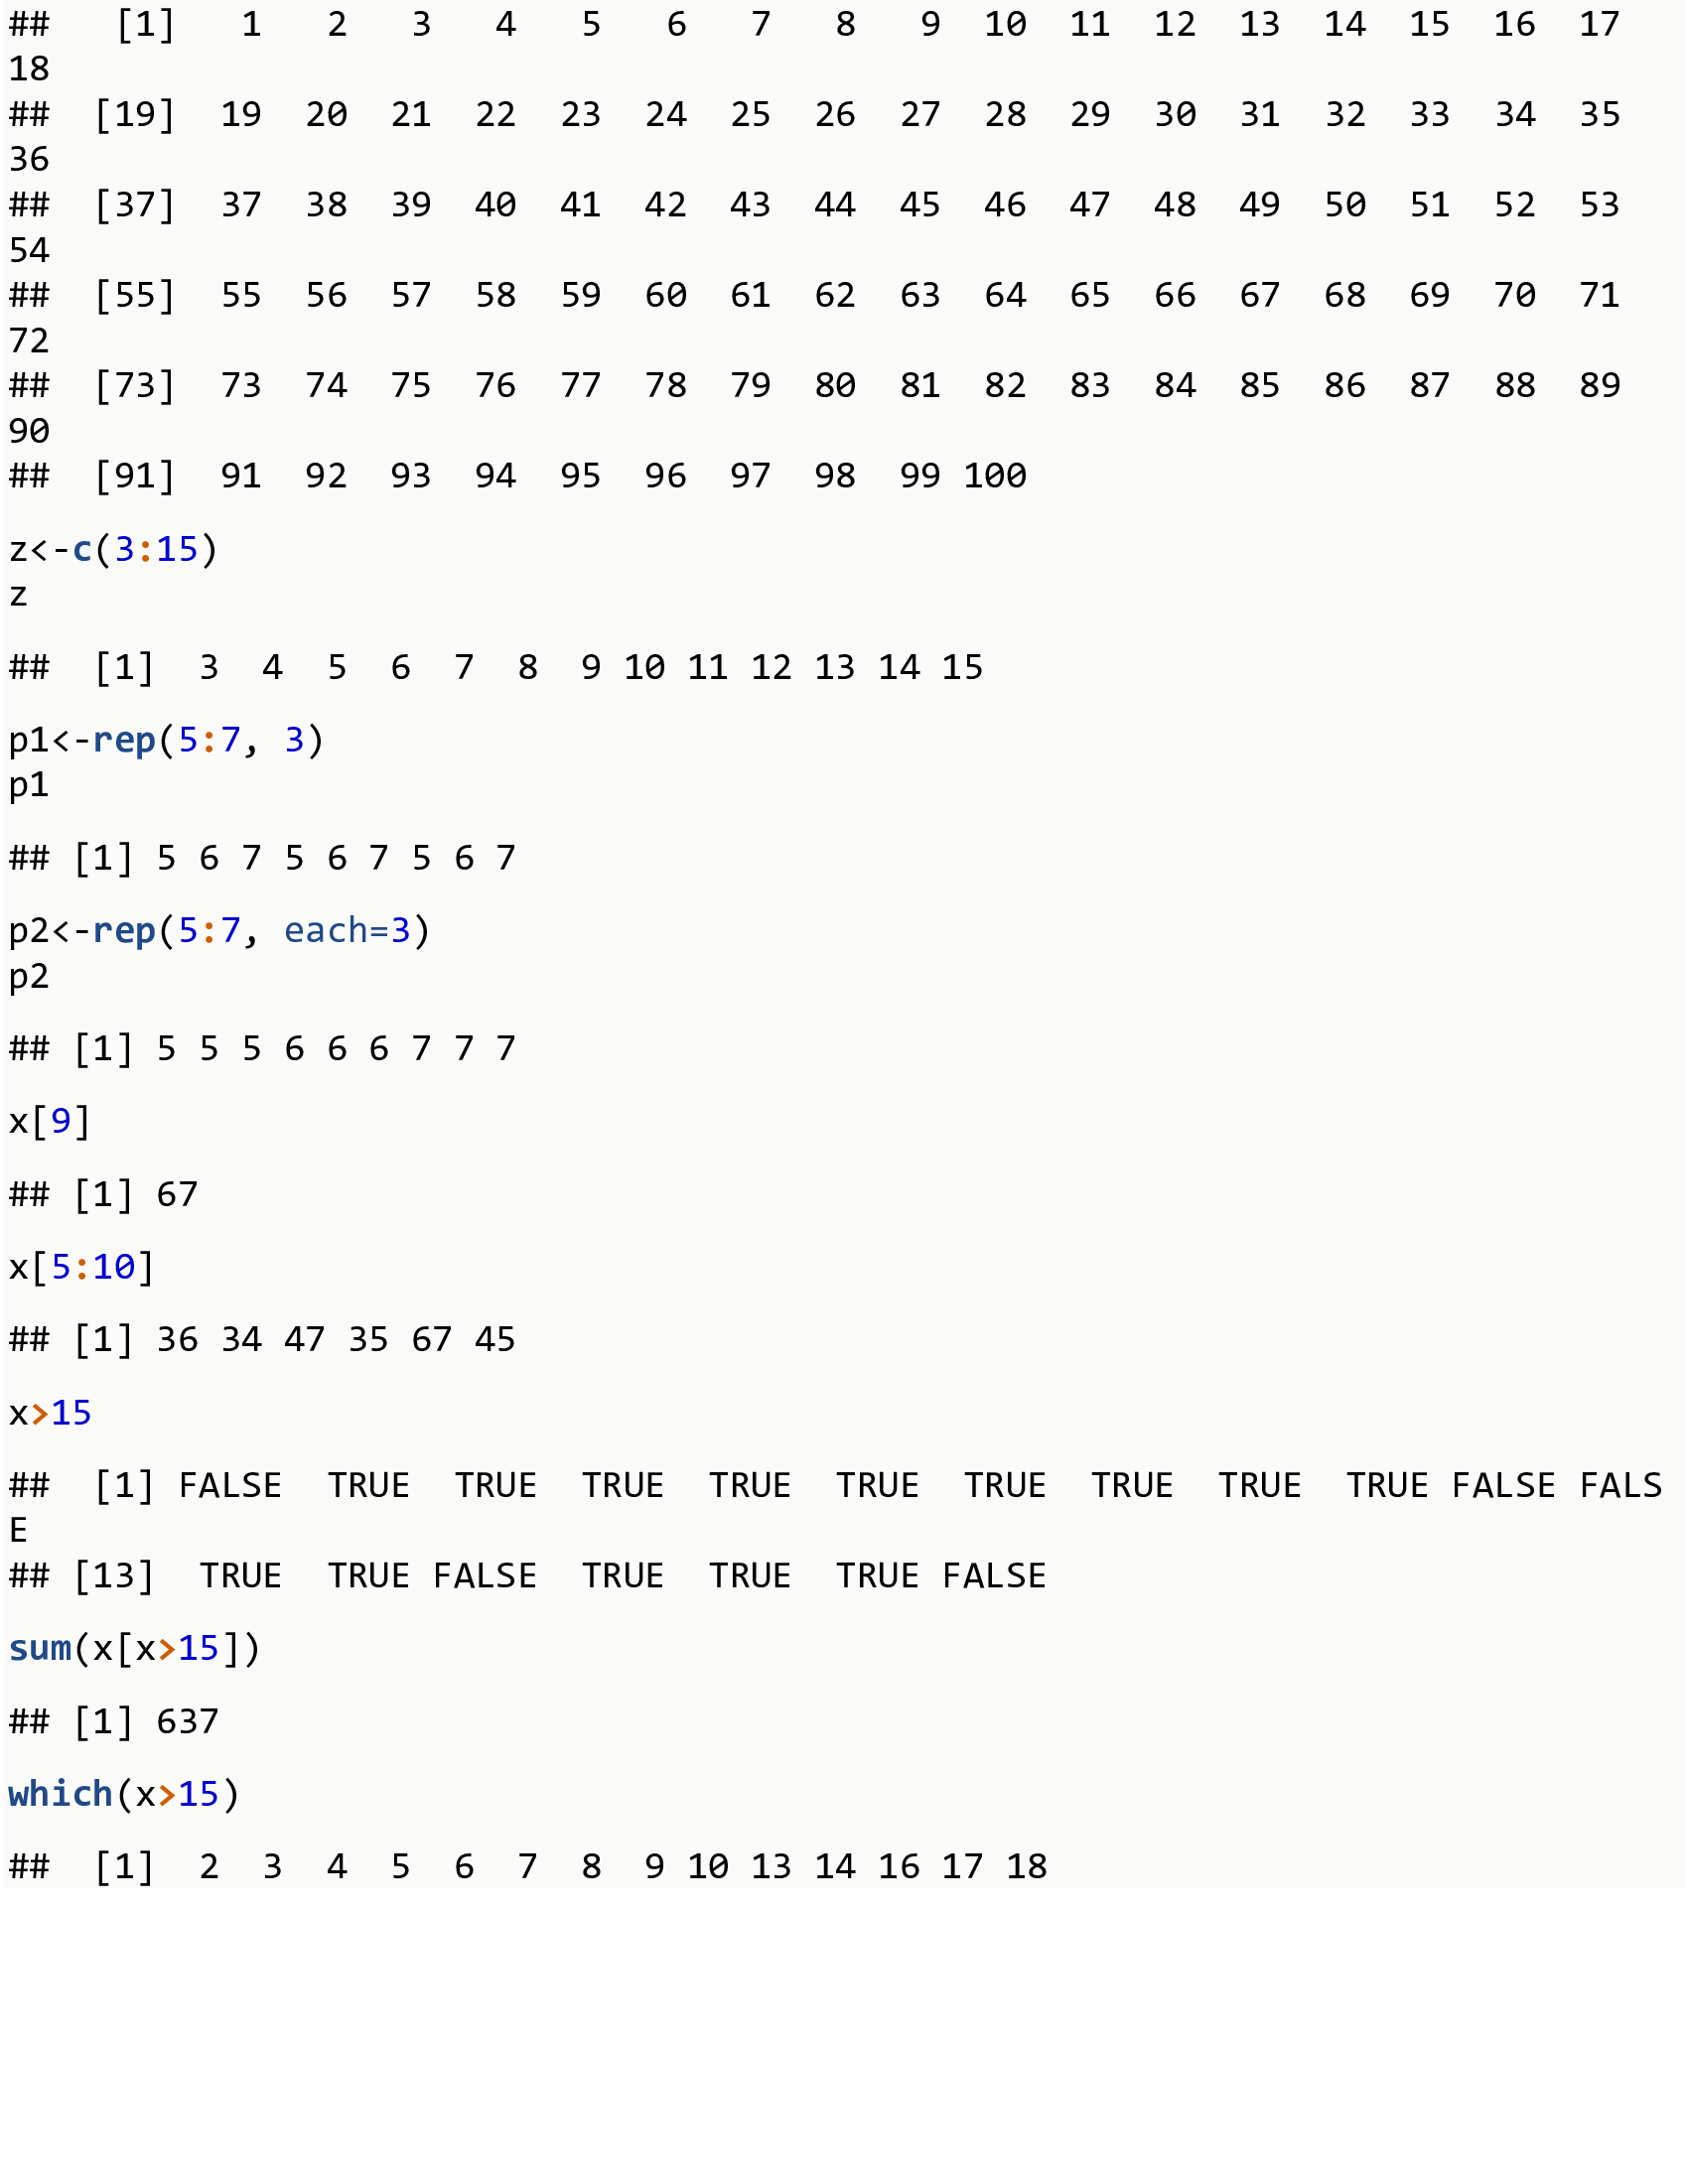 ##   [1]   1   2   3   4   5   6   7   8   9  10  11  12  13  14  15  16  17
18
##  [19]  19  20  21  22  23  24  25  26  27  28  29  30  31  32  33  34  35
36
##  [37]  37  38  39  40  41  42  43  44  45  46  47  48  49  50  51  52  53
54
##  [55]  55  56  57  58  59  60  61  62  63  64  65  66  67  68  69  70  71
72
##  [73]  73  74  75  76  77  78  79  80  81  82  83  84  85  86  87  88  89
90
##  [91]  91  92  93  94  95  96  97  98  99 100
z<-c(3:15)
z
##  [1]  3  4  5  6  7  8  9 10 11 12 13 14 15
p1<-rep(5:7, 3)
p1
## [1] 5 6 7 5 6 7 5 6 7
p2<-rep(5:7, each=3)
p2
## [1] 5 5 5 6 6 6 7 7 7
x[9]
## [1] 67
x[5:10]
## [1] 36 34 47 35 67 45
x>15
##  [1] FALSE  TRUE  TRUE  TRUE  TRUE  TRUE  TRUE  TRUE  TRUE  TRUE FALSE FALS
E
## [13]  TRUE  TRUE FALSE  TRUE  TRUE  TRUE FALSE
sum(x[x>15])
## [1] 637
which(x>15)
##  [1]  2  3  4  5  6  7  8  9 10 13 14 16 17 18